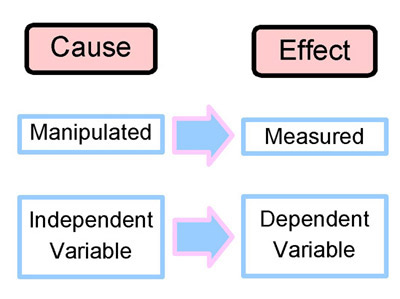 Cause
Effect
Manipulated
Measured
Independent
Variable
Dependent
Variable